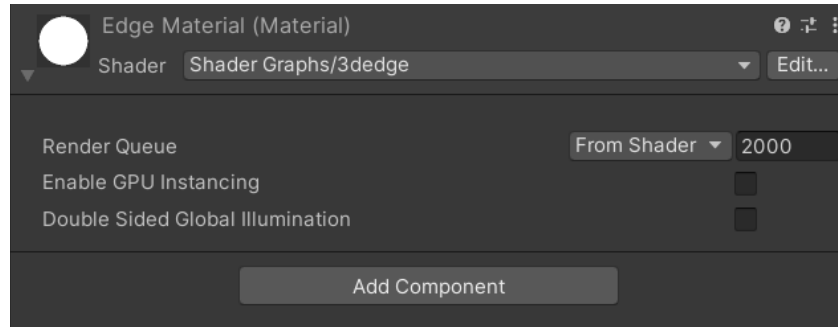 Edge Material (Material)
Shader Shader Graphs/3dedge Edit...
Render Queue From Shader 2000
Enable GPU Instancing
Double Sided Global Illumination
Add Component